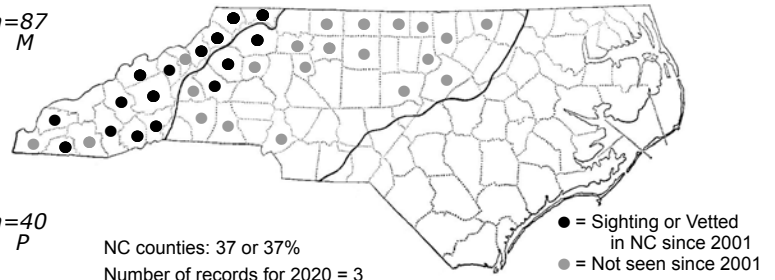 n=87
M
n=40
P
NC counties: 37 or 37%
Number of records for 2020 = 3
= Sighting or Vetted
in NC since 2001
= Not seen since 2001